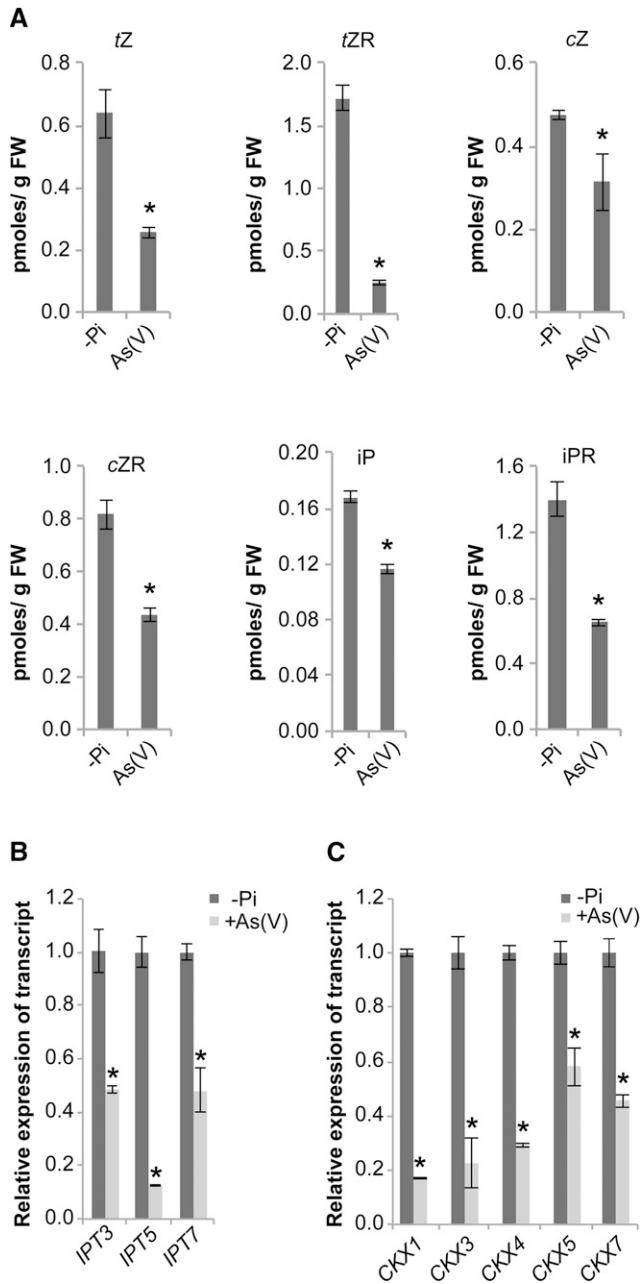 A
tZ
tZR
cZ
pmoles/ g FW
0.8
0.6
0.4
0.2
0.0
-Pi
As(V)
pmoles/ g FW
2.0
1.5
1.0
0.5
0.0
-Pi
As(V)
pmoles/ g FW
0.6
0.4
0.2
0.0
-Pi
As(V)
*
*
*
cZR
iP
iPR
pmoles/ g FW
1.0
0.8
0.6
0.4
0.2
0.0
-Pi
As(V)
pmoles/ g FW
0.20
0.16
0.12
0.08
0.04
0.00
-Pi
As(V)
pmoles/ g FW
1.6
1.2
0.8
0.4
0.0
-Pi
As(V)
*
*
*
B
Relative expression of transcript
1.2
1.0
0.8
0.6
0.4
0.2
0.0
-Pi
+As(V)
*
*
*
IPT3
IPT5
IPT7
C
Relative expression of transcript
1.2
1.0
0.8
0.6
0.4
0.2
0.0
-Pi
+As(V)
*
*
*
*
*
CKX1
CKX3
CKX4
CKX5
CKX7